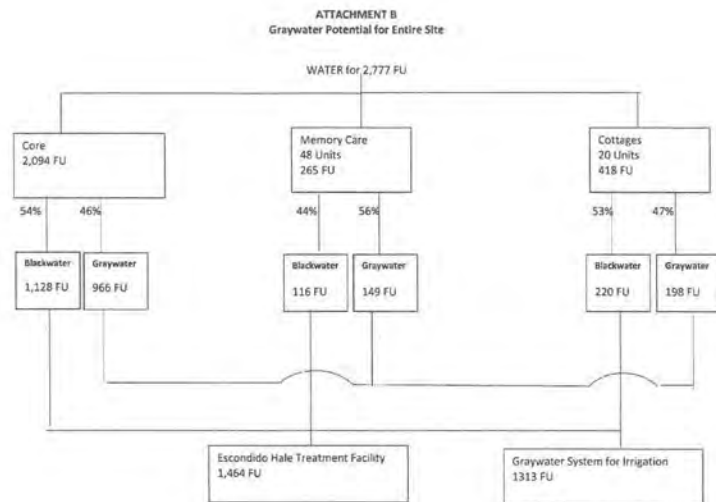 ATTACHMENT B
Graywater Potential for Entire Site
WATER for 2,777 FU
Core
2,094 FU
Memory Care
48 Units
265 FU
Cottages
20 Units
418 FU
54%
46%
44%
56%
53%
47%
Blackwater
1,128 FU
Graywater
966 FU
Blackwater
116 FU
Graywater
149 FU
Blackwater
220 FU
Graywater
198 FU
Escondido Hale Treatment Facility
1,464 FU
Graywater System for Irrigation
1313 FU